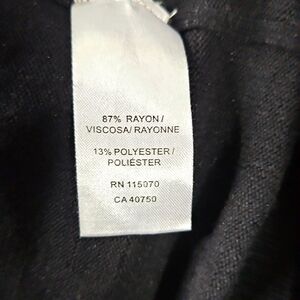 87% RAYON/
VISCOSA/RAYONNE
13% POLYESTER/
POLIÉSTER
RN 115070
CA 40750